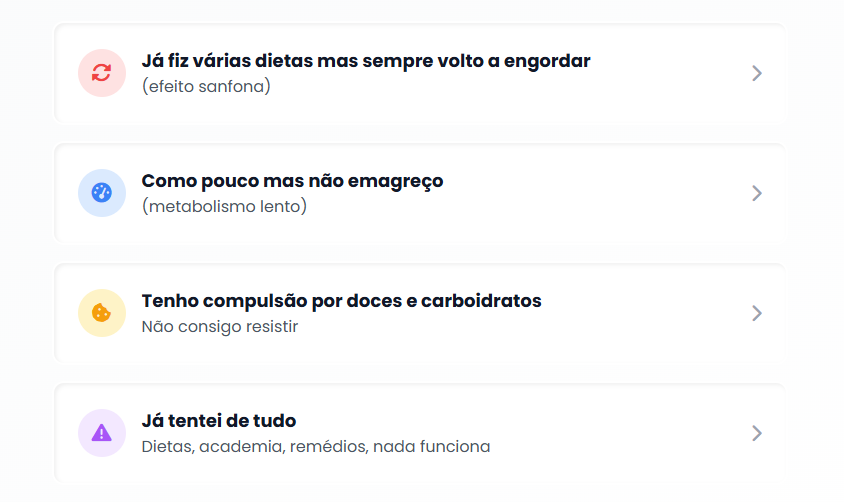 Já fiz várias dietas mas sempre volto a engordar
(efeito sanfona)
Como pouco mas não emagreço
(metabolismo lento)
Tenho compulsão por doces e carboidratos
Não consigo resistir
Já tentei de tudo
Dietas, academia, remédios, nada funciona